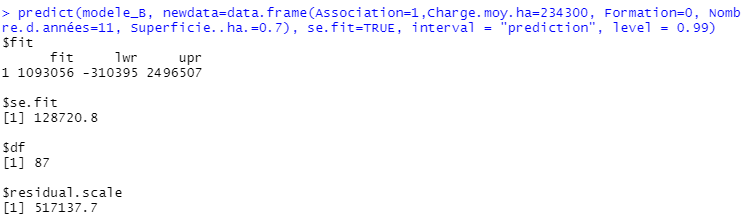 > predict(modele_B, newdata=data.frame(Association=1,Charge.moy.ha=234300, Formation=0, Nomb
re.d.années=11, Superficie..ha.=0.7), se.fit=TRUE, interval = "prediction", level = 0.99)
$fit
      fit     lwr     upr
1 1093056 -310395 2496507

$se.fit
[1] 128720.8

$df
[1] 87

$residual.scale
[1] 517137.7